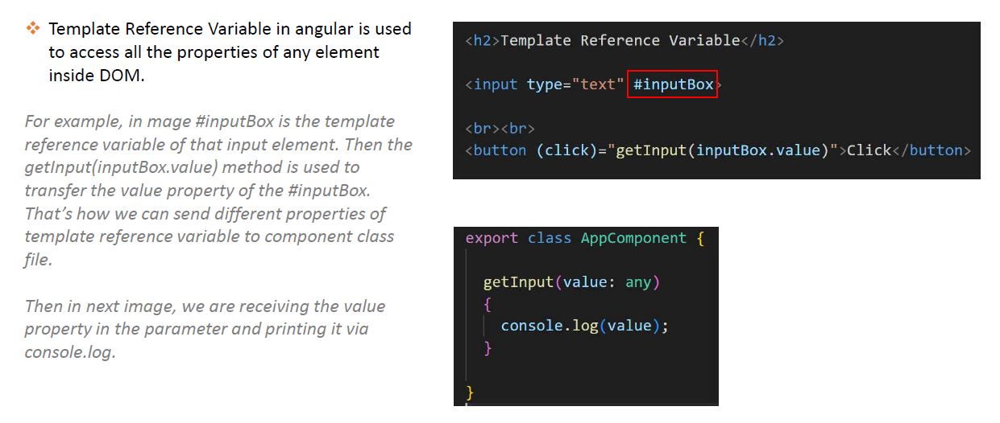 ❖ Template Reference Variable in angular is used
to access all the properties of any element
inside DOM.
For example, in mage #inputBox is the template
reference variable of that input element. Then the
getInput(inputBox.value) method is used to
transfer the value property of the #inputBox.
That’s how we can send different properties of
template reference variable to component class
file.
Then in next image, we are receiving the value
property in the parameter and printing it via
console.log.
<h2>Template Reference Variable</h2>
<input type="text" #inputBox>
<br><br>
<button (click)="getInput(inputBox.value)">Click</button>
export class AppComponent {
getInput(value: any)
{
console.log(value);
}
}